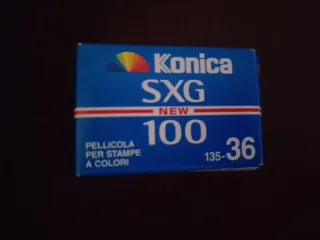 Konica
SXG
NEW
100
PELLICOLA
PER STAMPE
A COLORI
135-36